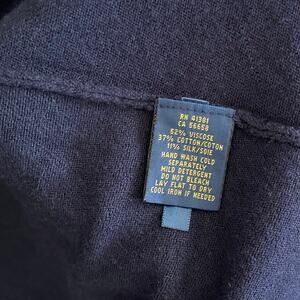 RN 41381
CA 56658
52% VISCOSE
37% COTTON/COTON
11% SILK/SOIE
HAND WASH COLD
SEPARATELY
MILD DETERGENT
DO NOT BLEACH
LAY FLAT TO DRY
COOL IRON IF NEEDED